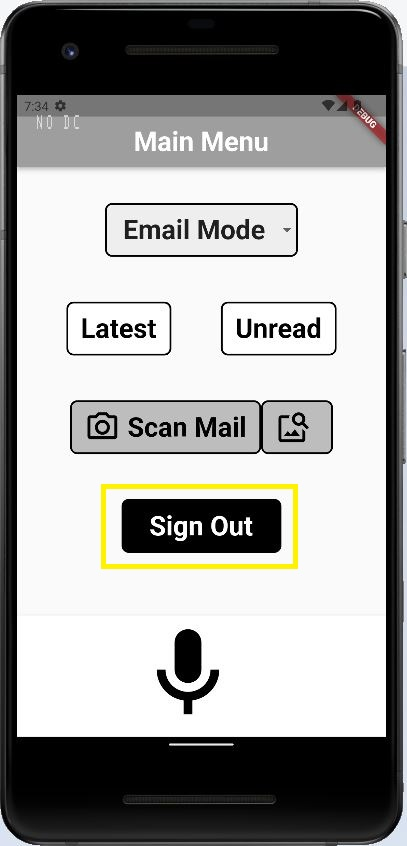 7:34
DEBUG
NO DC
Main Menu
Email Mode
Latest Unread
Scan Mail
Sign Out